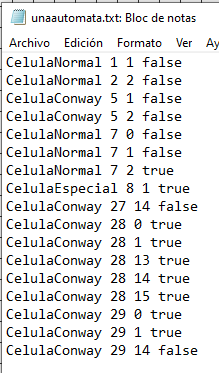 unaautomata.txt: Bloc de notas
Archivo Edición Formato Ver
CelulaNormal 1 1 false
CelulaNormal 2 2 false
CelulaConway 5 1 false
CelulaConway 5 2 false
CelulaNormal 7 0 false
CelulaNormal 7 1 false
CelulaNormal 7 2 true
CelulaEspecial 8 1 true
CelulaConway 27 14 false
CelulaConway 28 0 true
CelulaConway 28 1 true
CelulaConway 28 13 true
CelulaConway 28 14 true
CelulaConway 28 15 true
CelulaConway 29 0 true
CelulaConway 29 1 true
CelulaConway 29 14 false